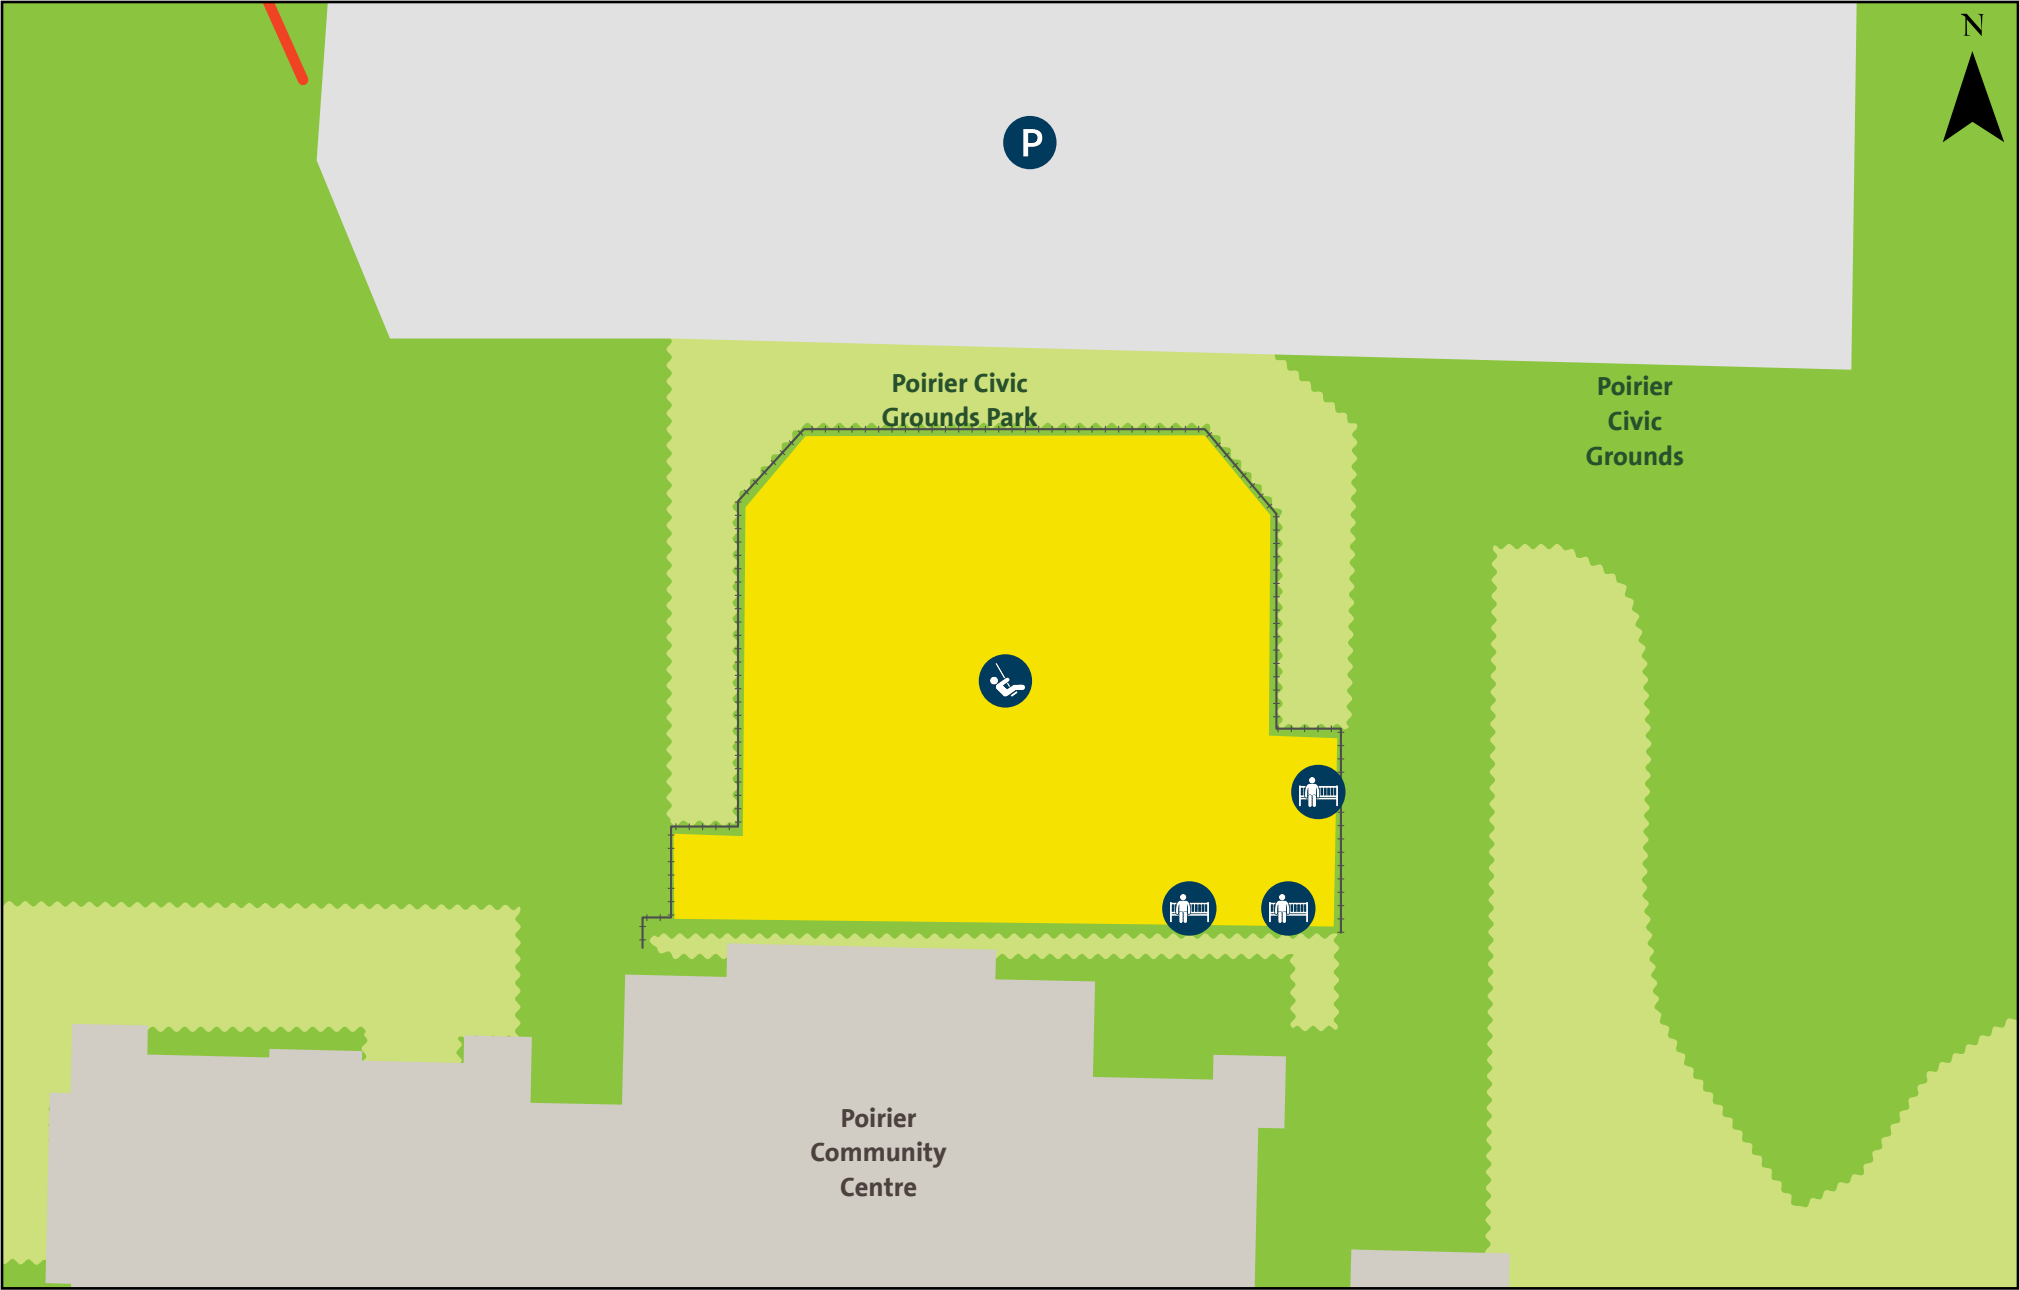 N
P
Poirier Civic
Grounds Park
Poirier
Civic
Grounds
Poirier
Community
Centre